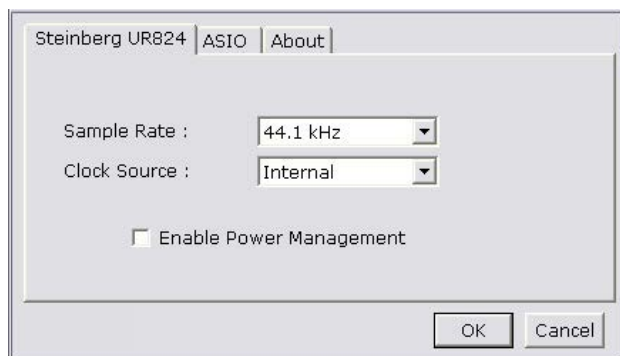 Steinberg UR824 ASIO About
Sample Rate : 44.1 kHz
Clock Source : Internal
Enable Power Management
OK Cancel